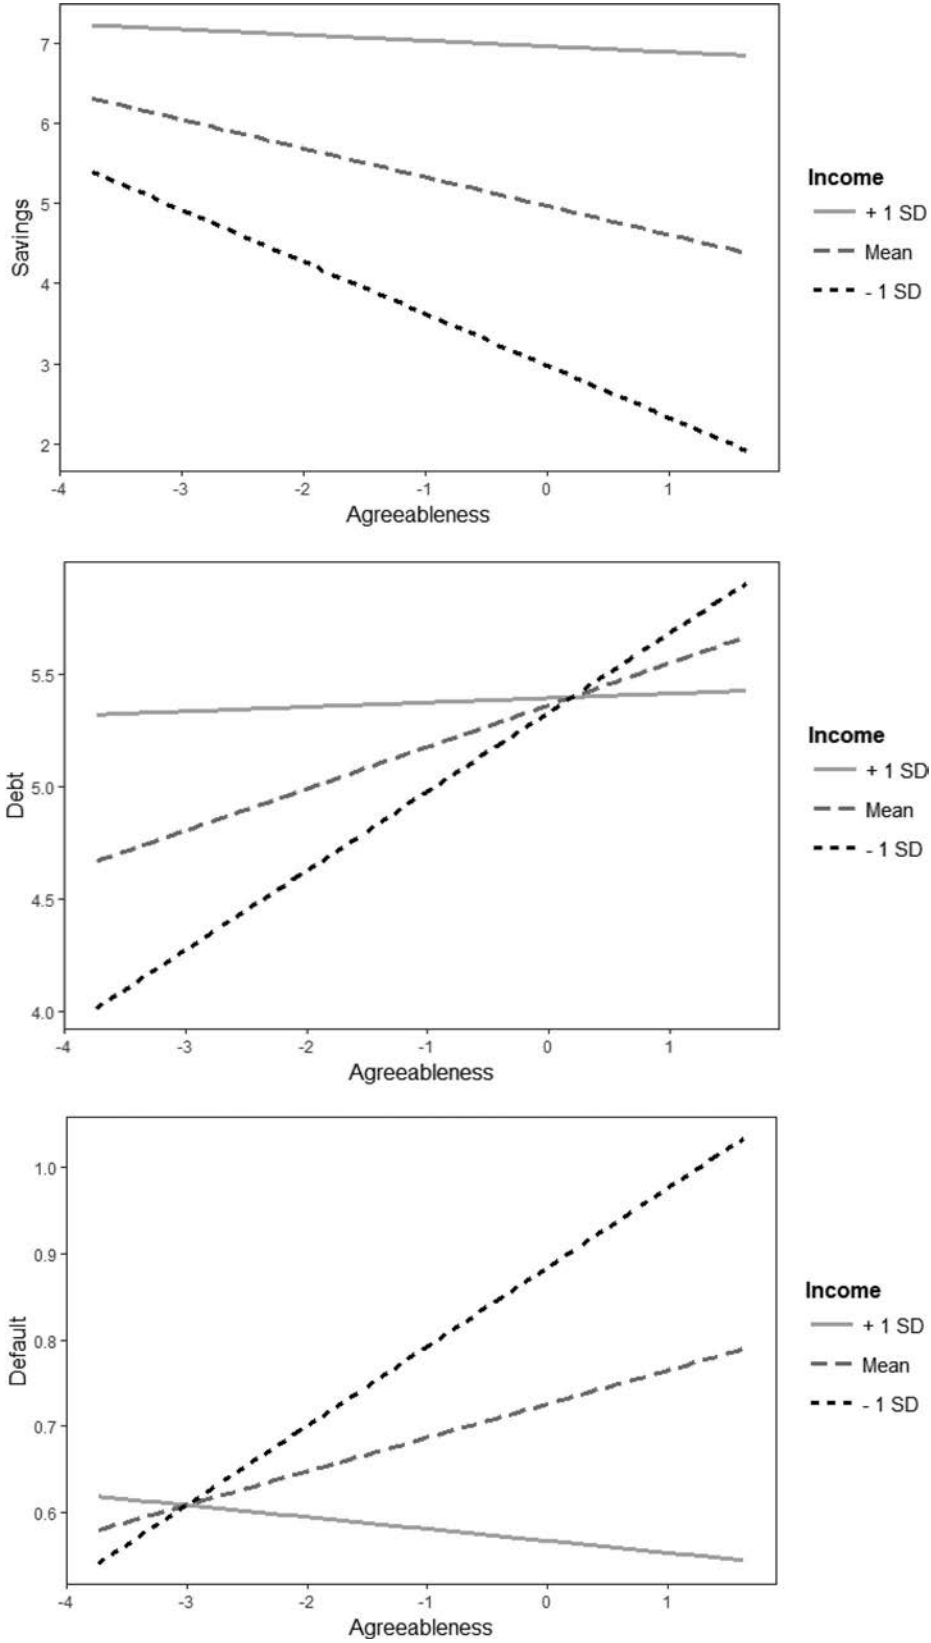 7
6
5
4
3
2
Savings
-4 -3 -2 -1 0 1
Agreeableness
Income
+ 1 SD
Mean
- 1 SD
5.5
5.0
4.5
4.0
Debt
-4 -3 -2 -1 0 1
Agreeableness
Income
+ 1 SD
Mean
- 1 SD
1.0
0.9
0.8
0.7
0.6
Default
-4 -3 -2 -1 0 1
Agreeableness
Income
+ 1 SD
Mean
- 1 SD